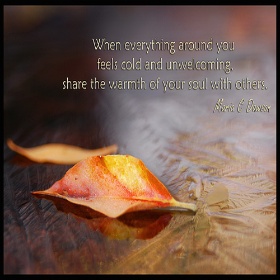 When everything around you
feels cold and unwelcoming,
share the warmth of your soul with others.